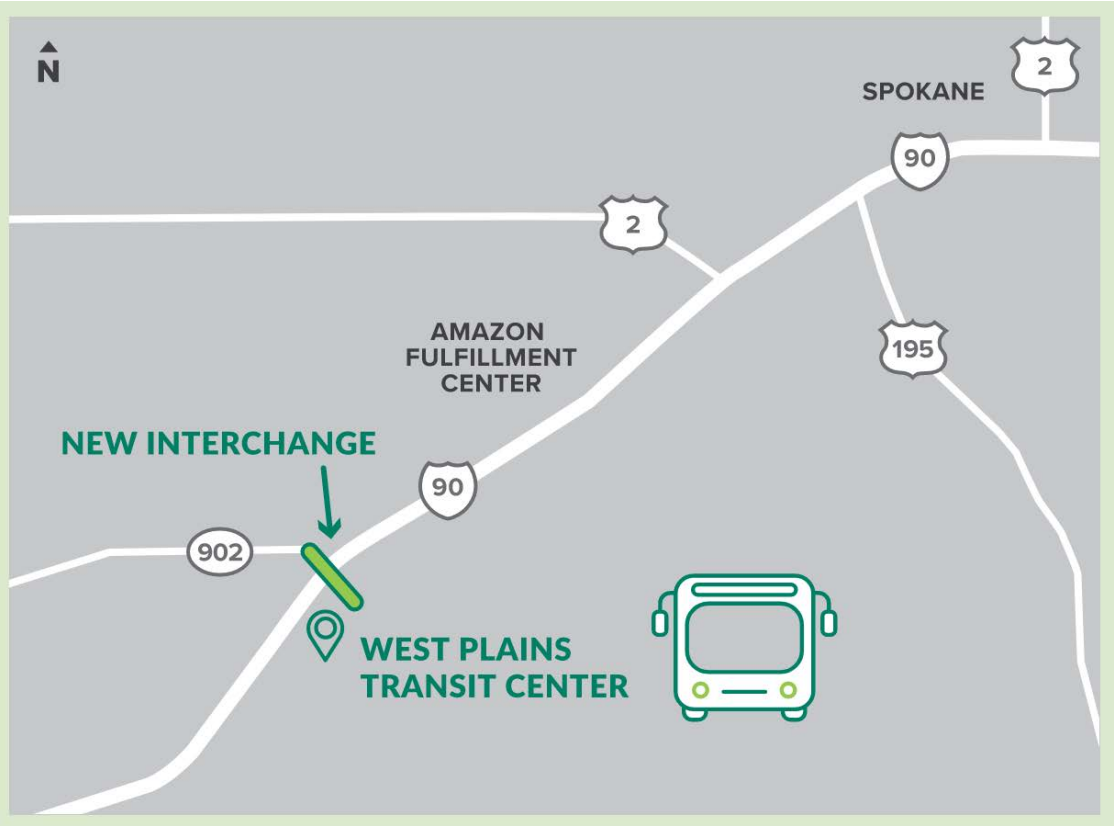 N
SPOKANE
2
90
2
195
AMAZON
FULFILLMENT
CENTER
NEW INTERCHANGE
90
902
WEST PLAINS
TRANSIT CENTER